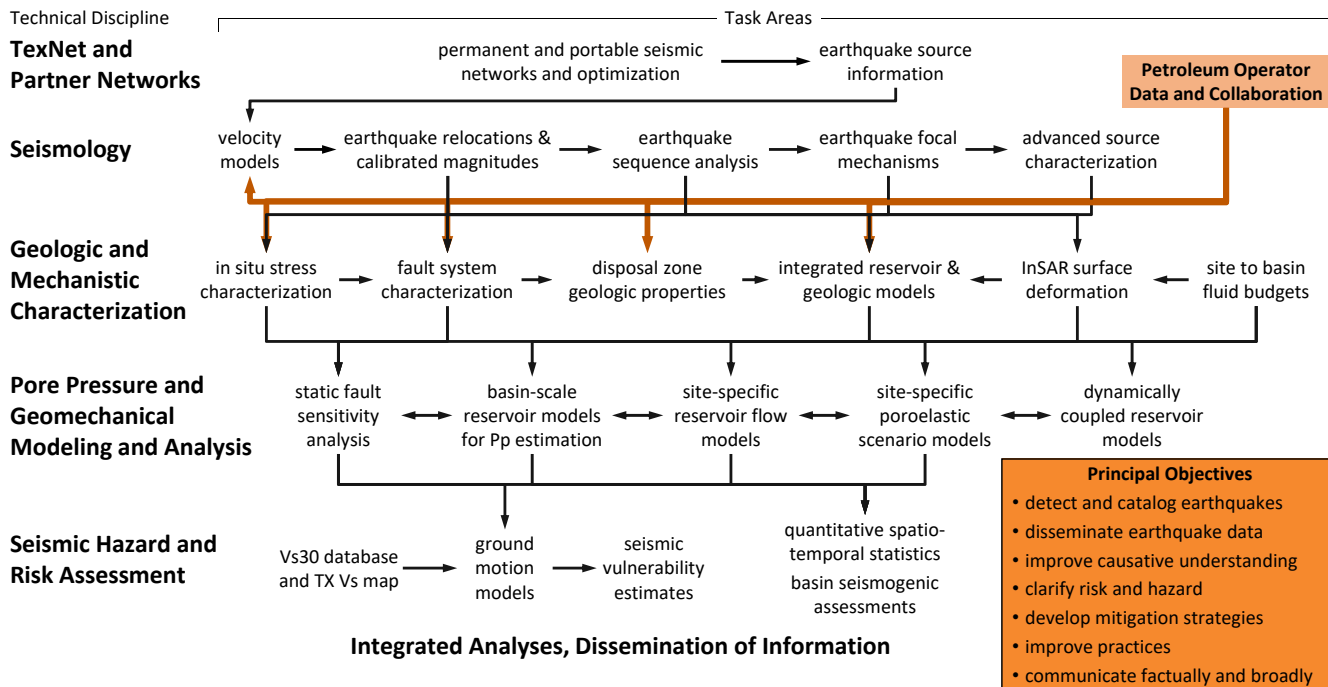 Technical Discipline
Task Areas
TexNet and
Partner Networks
permanent and portable seismic
networks and optimization
earthquake source
information
Petroleum Operator
Data and Collaboration
Seismology
velocity
models
earthquake relocations &
calibrated magnitudes
earthquake
sequence analysis
earthquake focal
mechanisms
advanced source
characterization
Geologic and
Mechanistic
Characterization
in situ stress
characterization
fault system
characterization
disposal zone
geologic properties
integrated reservoir &
geologic models
InSAR surface
deformation
site to basin
fluid budgets
Pore Pressure and
Geomechanical
Modeling and Analysis
static fault
sensitivity
analysis
basin-scale
reservoir models
for Pp estimation
site-specific
reservoir flow
models
site-specific
poroelastic
scenario models
dynamically
coupled reservoir
models
Seismic Hazard and
Risk Assessment
Vs30 database
and TX Vs map
ground
motion
models
seismic
vulnerability
estimates
quantitative spatio-
temporal statistics
basin seismogenic
assessments
Principal Objectives
• detect and catalog earthquakes
• disseminate earthquake data
• improve causative understanding
• clarify risk and hazard
• develop mitigation strategies
• improve practices
• communicate factually and broadly
Integrated Analyses, Dissemination of Information